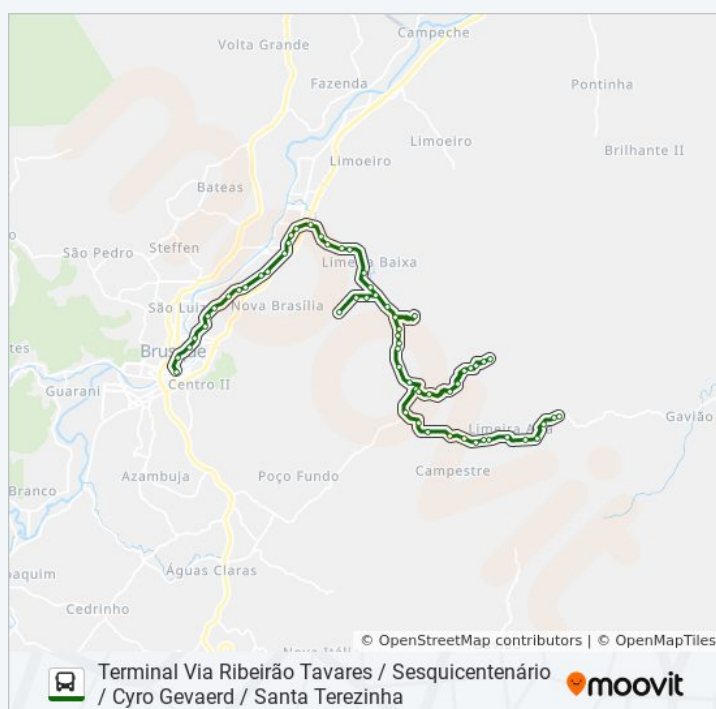 Campeche
Volta Grande
Fazenda
Pontinha
Limoeiro
Brilhante II
Limoeiro
Bateas
Steffen
São Pedro
Limeira Baixa
São Luiz
Nova Brasília
Brusque
tes
Centro II
Guarani
Gavião
Limeira Alta
Campestre
Azambuja
Poço Fundo
Branco
Águas Claras
oaquim
Cedrinho
© OpenStreetMap contributors | © OpenMapTiles
Terminal Via Ribeirão Tavares / Sesquicentenário
/ Cyro Gevaerd / Santa Terezinha
moovit